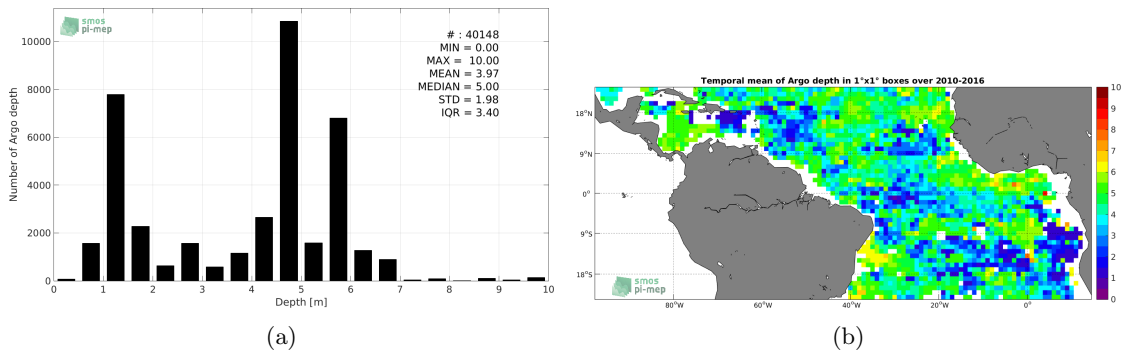 smos
pi-mep
# : 40148
MIN = 0.00
MAX = 10.00
MEAN = 3.97
MEDIAN = 5.00
STD = 1.98
IQR = 3.40
Number of Argo depth
10000
8000
6000
4000
2000
0
0 1 2 3 4 5 6 7 8 9 10
Depth [m]
(a)
Temporal mean of Argo depth in 1°x1° boxes over 2010-2016
18°N
9°N
0°
9°S
18°S
80°W 60°W 40°W 20°W 0°
smos
pi-mep
10
9
8
7
6
5
4
3
2
1
0
(b)